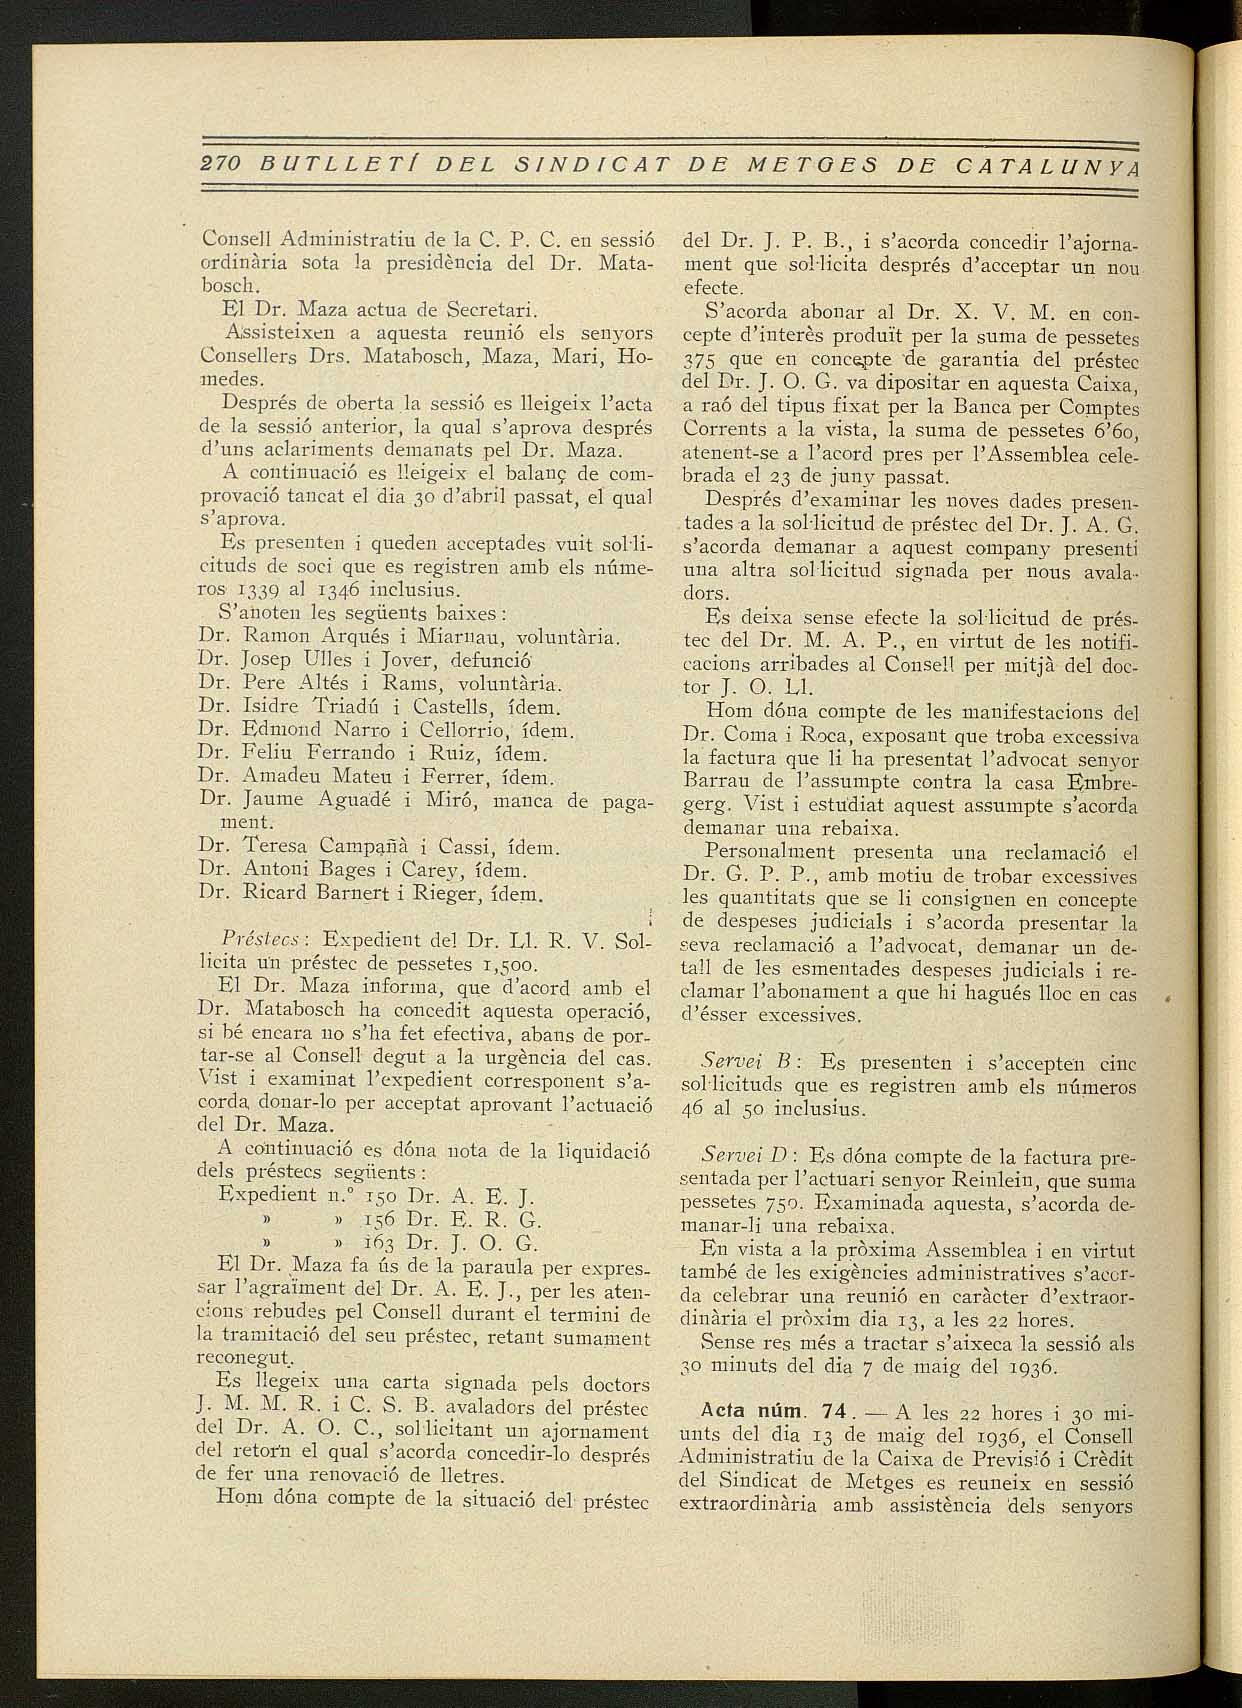 270 BUTLLETÍ DEL SINDICAT DE METGES DE CATALUNYA
Consell Administratiu de la C. P. C. en sessió
ordinària sota la presidència del Dr. Mata-
bosch.
El Dr. Maza actua de Secretari.
Assisteixen a aquesta reunió els senyors
Consellers Drs. Matabosch, Maza, Mari, Ho-
medes.
Després de oberta la sessió es lleigeix l'acta
de la sessió anterior, la qual s'aprova després
d'uns aclariments demanats pel Dr. Maza.
A continuació es lleigeix el balanç de com-
provació tancat el dia 30 d'abril passat, el qual
s'aprova.
Es presenten i queden acceptades vuit sol·li-
cituds de soci que es registren amb els núme-
ros 1339 al 1346 inclusius.
S'anoten les següents baixes:
Dr. Ramon Arqués i Miarnau, voluntària.
Dr. Josep Ulles i Jover, defunció
Dr. Pere Altés i Rams, voluntària.
Dr. Isidre Triadú i Castells, ídem.
Dr. Edmond Narro i Cellorrio, ídem.
Dr. Feliu Ferrando i Ruiz, ídem.
Dr. Amadeu Mateu i Ferrer, ídem.
Dr. Jaume Aguadé i Miró, manca de paga-
ment.
Dr. Teresa Campañà i Cassi, ídem.
Dr. Antoni Bages i Carey, ídem.
Dr. Ricard Barnert i Rieger, ídem.
Préstecs: Expedient del Dr. Ll. R. V. Sol-
licita un préstec de pessetes 1,500.
El Dr. Maza informa, que d'acord amb el
Dr. Matabosch ha concedit aquesta operació,
si bé encara no s'ha fet efectiva, abans de por-
tar-se al Consell degut a la urgència del cas.
Vist i examinat l'expedient corresponent s'a-
corda donar-lo per acceptat aprovant l'actuació
del Dr. Maza.
A continuació es dóna nota de la liquidació
dels préstecs següents:
Expedient n.º 150 Dr. A. E. J.
» » 156 Dr. E. R. G.
» » 163 Dr. J. O. G.
El Dr. Maza fa ús de la paraula per expres-
sar l'agraïment del Dr. A. E. J., per les aten-
cions rebudes pel Consell durant el termini de
la tramitació del seu préstec, retant sumament
reconegut.
Es llegeix una carta signada pels doctors
J. M. M. R. i C. S. B. avaladors del préstec
del Dr. A. O. C., sol·licitant un ajornament
del retorn el qual s'acorda concedir-lo després
de fer una renovació de lletres.
Hom dóna compte de la situació del préstec
del Dr. J. P. B., i s'acorda concedir l'ajorna-
ment que sol·licita després d'acceptar un nou
efecte.
S'acorda abonar al Dr. X. V. M. en con-
cepte d'interès produït per la suma de pessetes
375 que en concepte de garantia del préstec
del Dr. J. O. G. va dipositar en aquesta Caixa,
a raó del tipus fixat per la Banca per Comptes
Corrents a la vista, la suma de pessetes 6'60,
atenent-se a l'acord pres per l'Assemblea cele-
brada el 23 de juny passat.
Després d'examinar les noves dades presen-
tades a la sol·licitud de préstec del Dr. J. A. G.
s'acorda demanar a aquest company presenti
una altra sol·licitud signada per nous avala-
dors.
Es deixa sense efecte la sol·licitud de prés-
tec del Dr. M. A. P., en virtut de les notifi-
cacions arribades al Consell per mitjà del doc-
tor J. O. Ll.
Hom dóna compte de les manifestacions del
Dr. Coma i Roca, exposant que troba excessiva
la factura que li ha presentat l'advocat senyor
Barrau de l'assumpte contra la casa Embre-
gerg. Vist i estudiat aquest assumpte s'acorda
demanar una rebaixa.
Personalment presenta una reclamació el
Dr. G. P. P., amb motiu de trobar excessives
les quantitats que se li consignen en concepte
de despeses judicials i s'acorda presentar la
seva reclamació a l'advocat, demanar un de-
tall de les esmentades despeses judicials i re-
clamar l'abonament a que hi hagués lloc en cas
d'ésser excessives.
Servei B: Es presenten i s'accepten cinc
sol·licituds que es registren amb els números
46 al 50 inclusius.
Servei D: Es dóna compte de la factura pre-
sentada per l'actuari senyor Reinlein, que suma
pessetes 750. Examinada aquesta, s'acorda de-
manar-li una rebaixa.
En vista a la pròxima Assemblea i en virtut
també de les exigències administratives s'acor-
da celebrar una reunió en caràcter d'extraor-
dinària el pròxim dia 13, a les 22 hores.
Sense res més a tractar s'aixeca la sessió als
30 minuts del dia 7 de maig del 1936.
Acta núm. 74. — A les 22 hores i 30 mi-
unts del dia 13 de maig del 1936, el Consell
Administratiu de la Caixa de Previsió i Crèdit
del Sindicat de Metges es reuneix en sessió
extraordinària amb assistència dels senyors